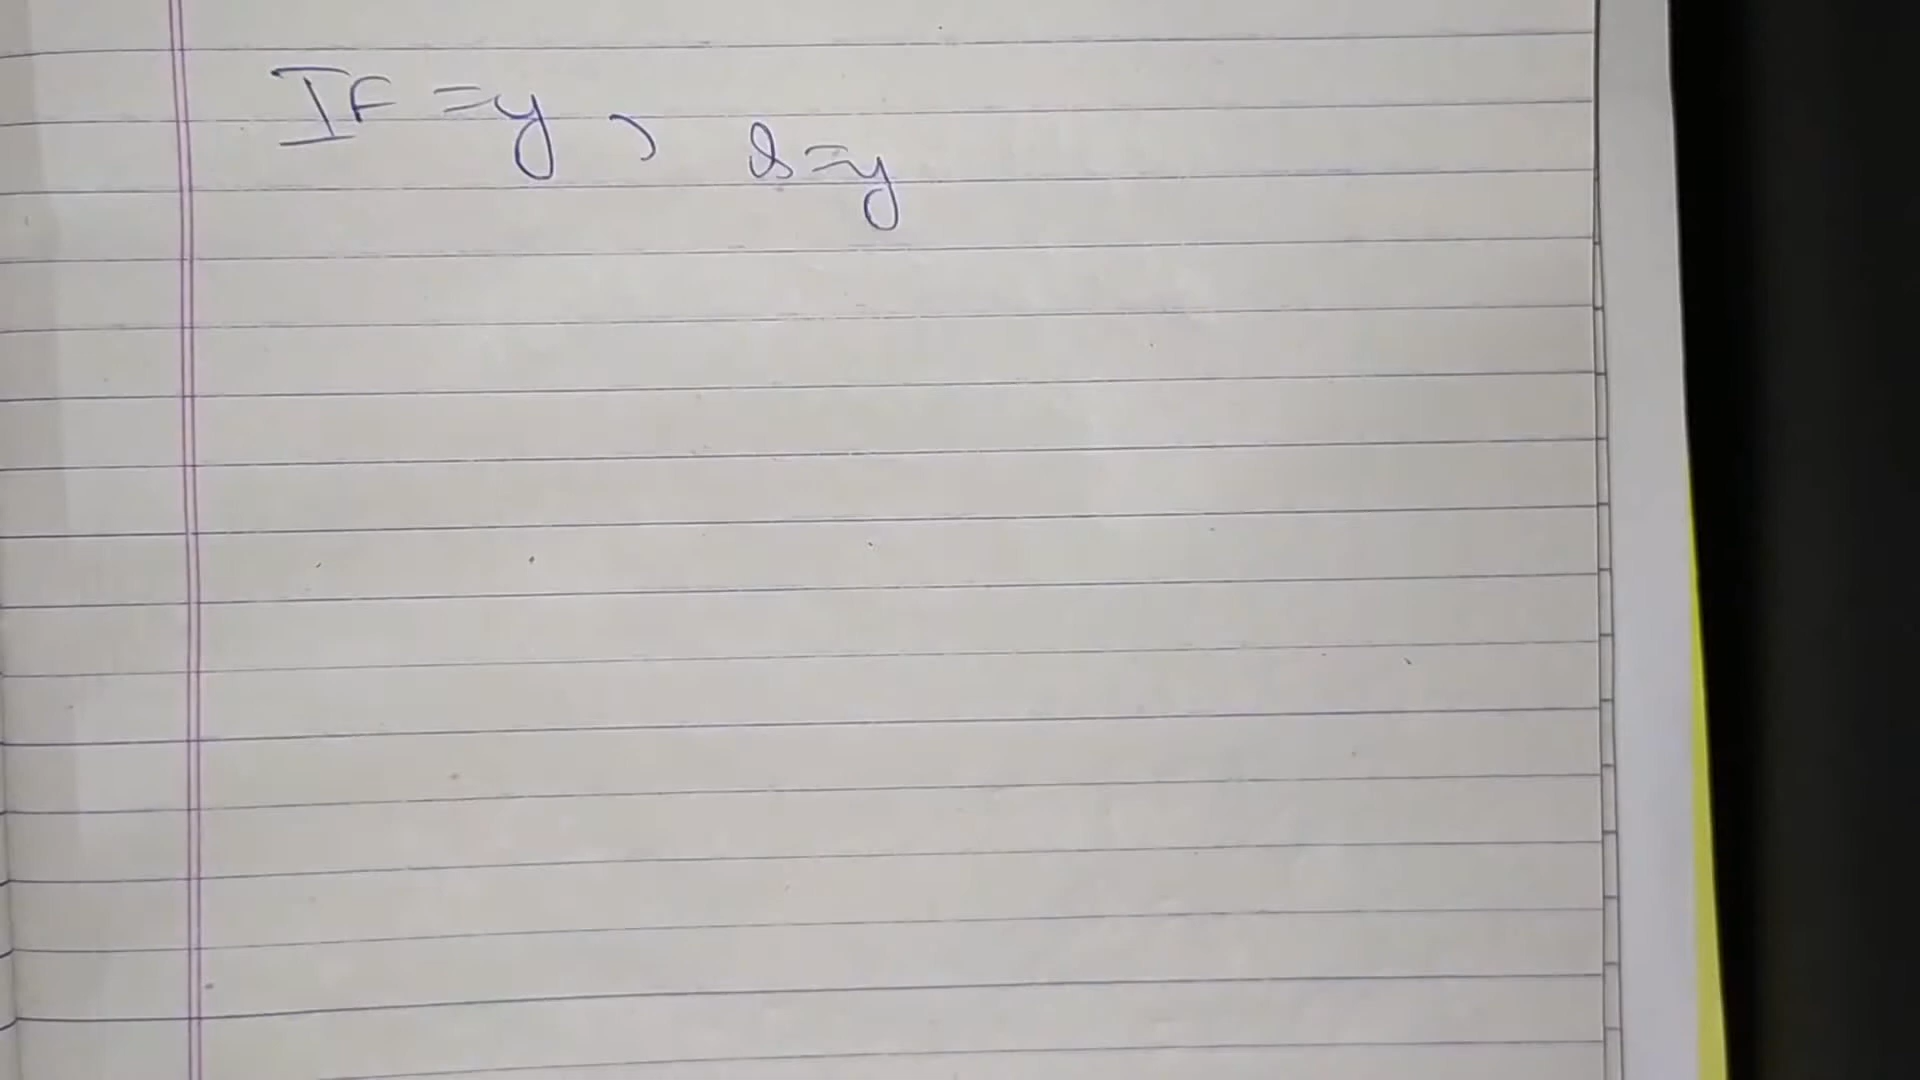 IF = y , Q = y